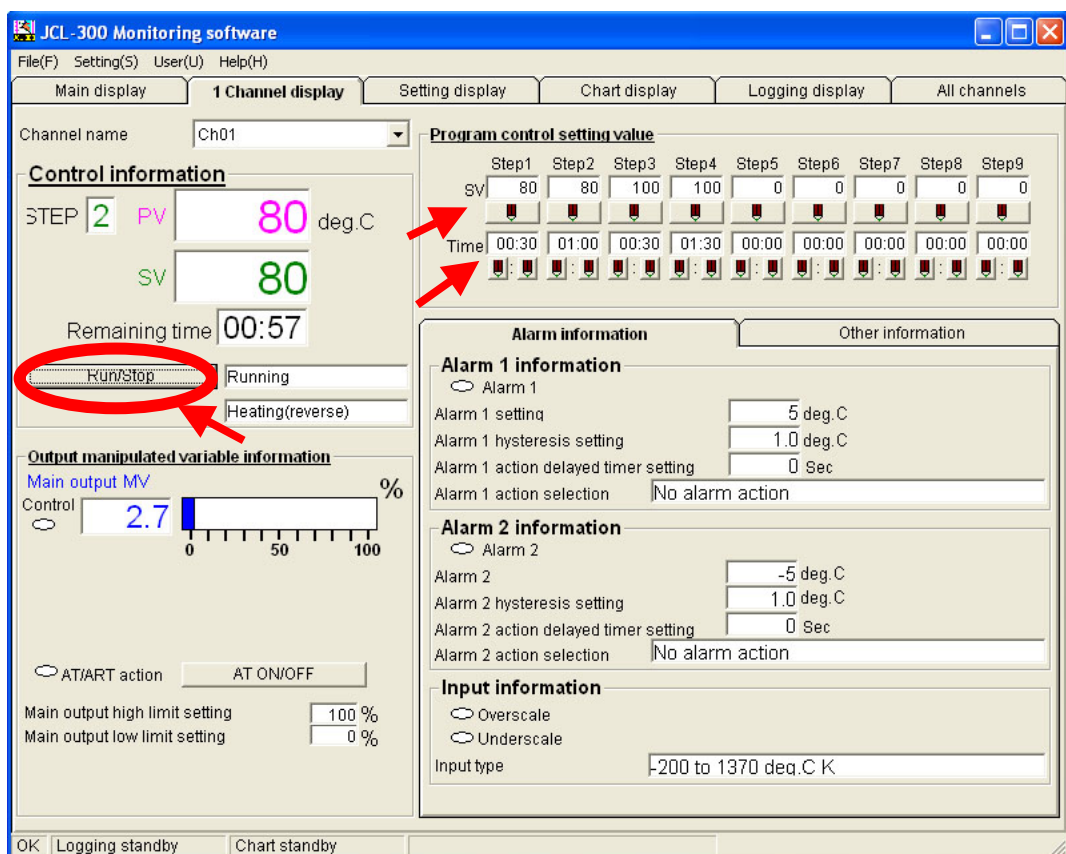 JCL-300 Monitoring software
File(F) Setting(S) User(U) Help(H)
Main display 1 Channel display Setting display Chart display Logging display All channels
Channel name Ch01
Control information
STEP 2 PV 80 deg.C
SV 80
Remaining time 00:57
Run/Stop Running
Heating(reverse)
Output manipulated variable information
Main output MV
%
Control 2.7
0 50 100
AT/ART action AT ON/OFF
Main output high limit setting 100 %
Main output low limit setting 0 %
Program control setting value
Step1 Step2 Step3 Step4 Step5 Step6 Step7 Step8 Step9
SV 80 80 100 100 0 0 0 0 0
Time 00:30 01:00 00:30 01:30 00:00 00:00 00:00 00:00 00:00
: : : : : : : : :
Alarm information Other information
Alarm 1 information
Alarm 1
Alarm 1 setting 5 deg.C
Alarm 1 hysteresis setting 1.0 deg.C
Alarm 1 action delayed timer setting 0 Sec
Alarm 1 action selection No alarm action
Alarm 2 information
Alarm 2
Alarm 2 -5 deg.C
Alarm 2 hysteresis setting 1.0 deg.C
Alarm 2 action delayed timer setting 0 Sec
Alarm 2 action selection No alarm action
Input information
Overscale
Underscale
Input type -200 to 1370 deg.C K
OK Logging standby Chart standby